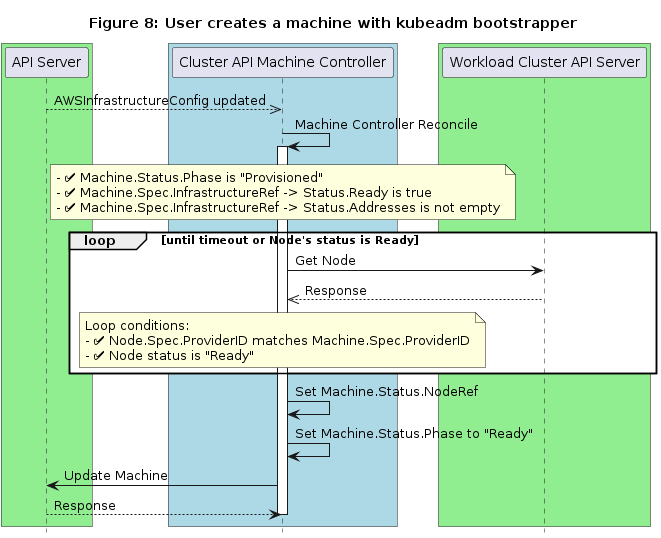 Figure 8: User creates a machine with kubeadm bootstrapper
API Server
Cluster API Machine Controller
Workload Cluster API Server
AWSInfrastructureConfig updated
Machine Controller Reconcile
- ✅ Machine.Status.Phase is "Provisioned"
- ✅ Machine.Spec.InfrastructureRef -> Status.Ready is true
- ✅ Machine.Spec.InfrastructureRef -> Status.Addresses is not empty
loop [until timeout or Node's status is Ready]
Get Node
Response
Loop conditions:
- ✅ Node.Spec.ProviderID matches Machine.Spec.ProviderID
- ✅ Node status is "Ready"
Set Machine.Status.NodeRef
Set Machine.Status.Phase to "Ready"
Update Machine
Response